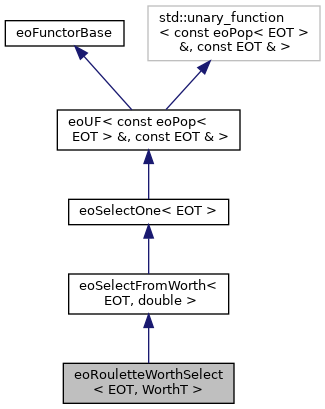 std::unary_function
< const eoPop< EOT >
&, const EOT & >
eoFunctorBase
eoUF< const eoPop<
EOT > &, const EOT & >
eoSelectOne< EOT >
eoSelectFromWorth<
EOT, double >
eoRouletteWorthSelect
< EOT, WorthT >